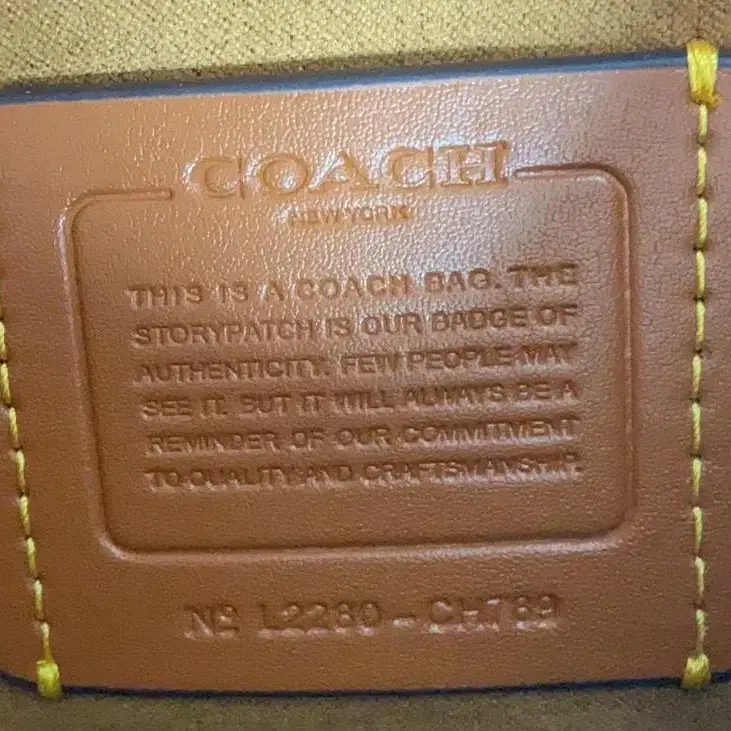 COACH
NEW YORK
THIS IS A COACH BAG. THE
STORYPATCH IS OUR BADGE OF
AUTHENTICITY. FEW PEOPLE MAY
SEE IT. BUT IT WILL ALWAYS BE A
REMINDER OF OUR COMMITMENT
TO QUALITY AND CRAFTSMANSHIP.
Nº L2280-CH789